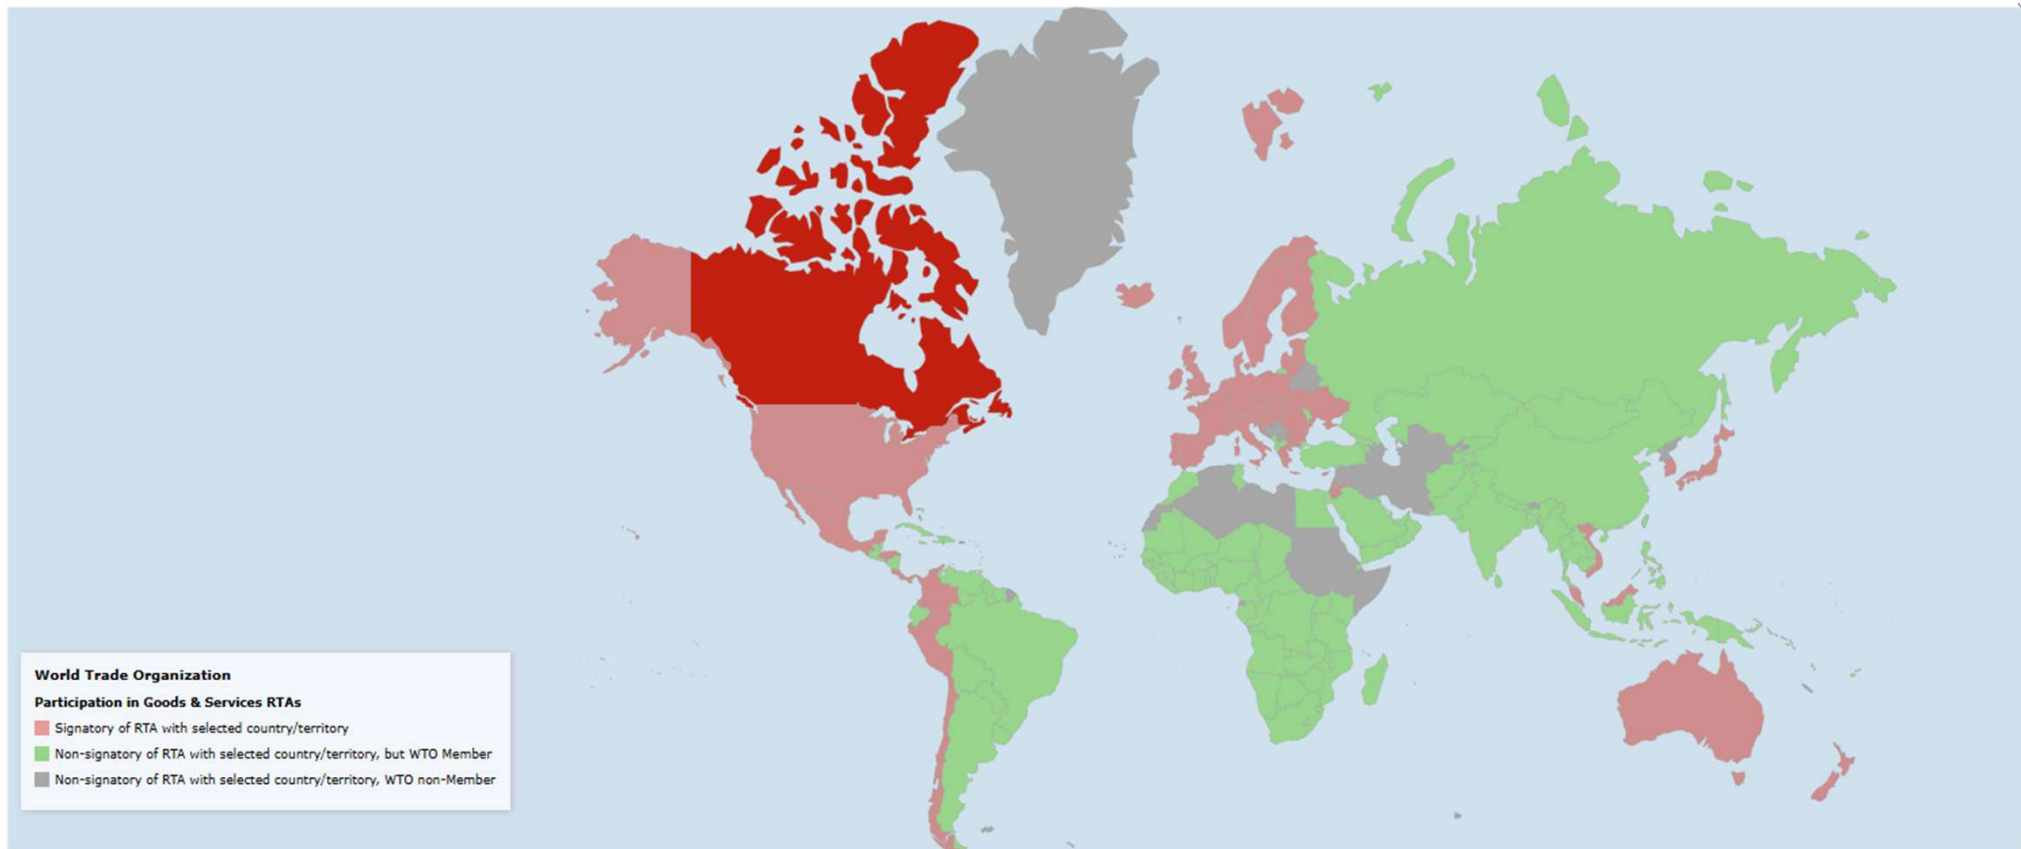 World Trade Organization
Participation in Goods & Services RTAs
Signatory of RTA with selected country/territory
Non-signatory of RTA with selected country/territory, but WTO Member
Non-signatory of RTA with selected country/territory, WTO non-Member